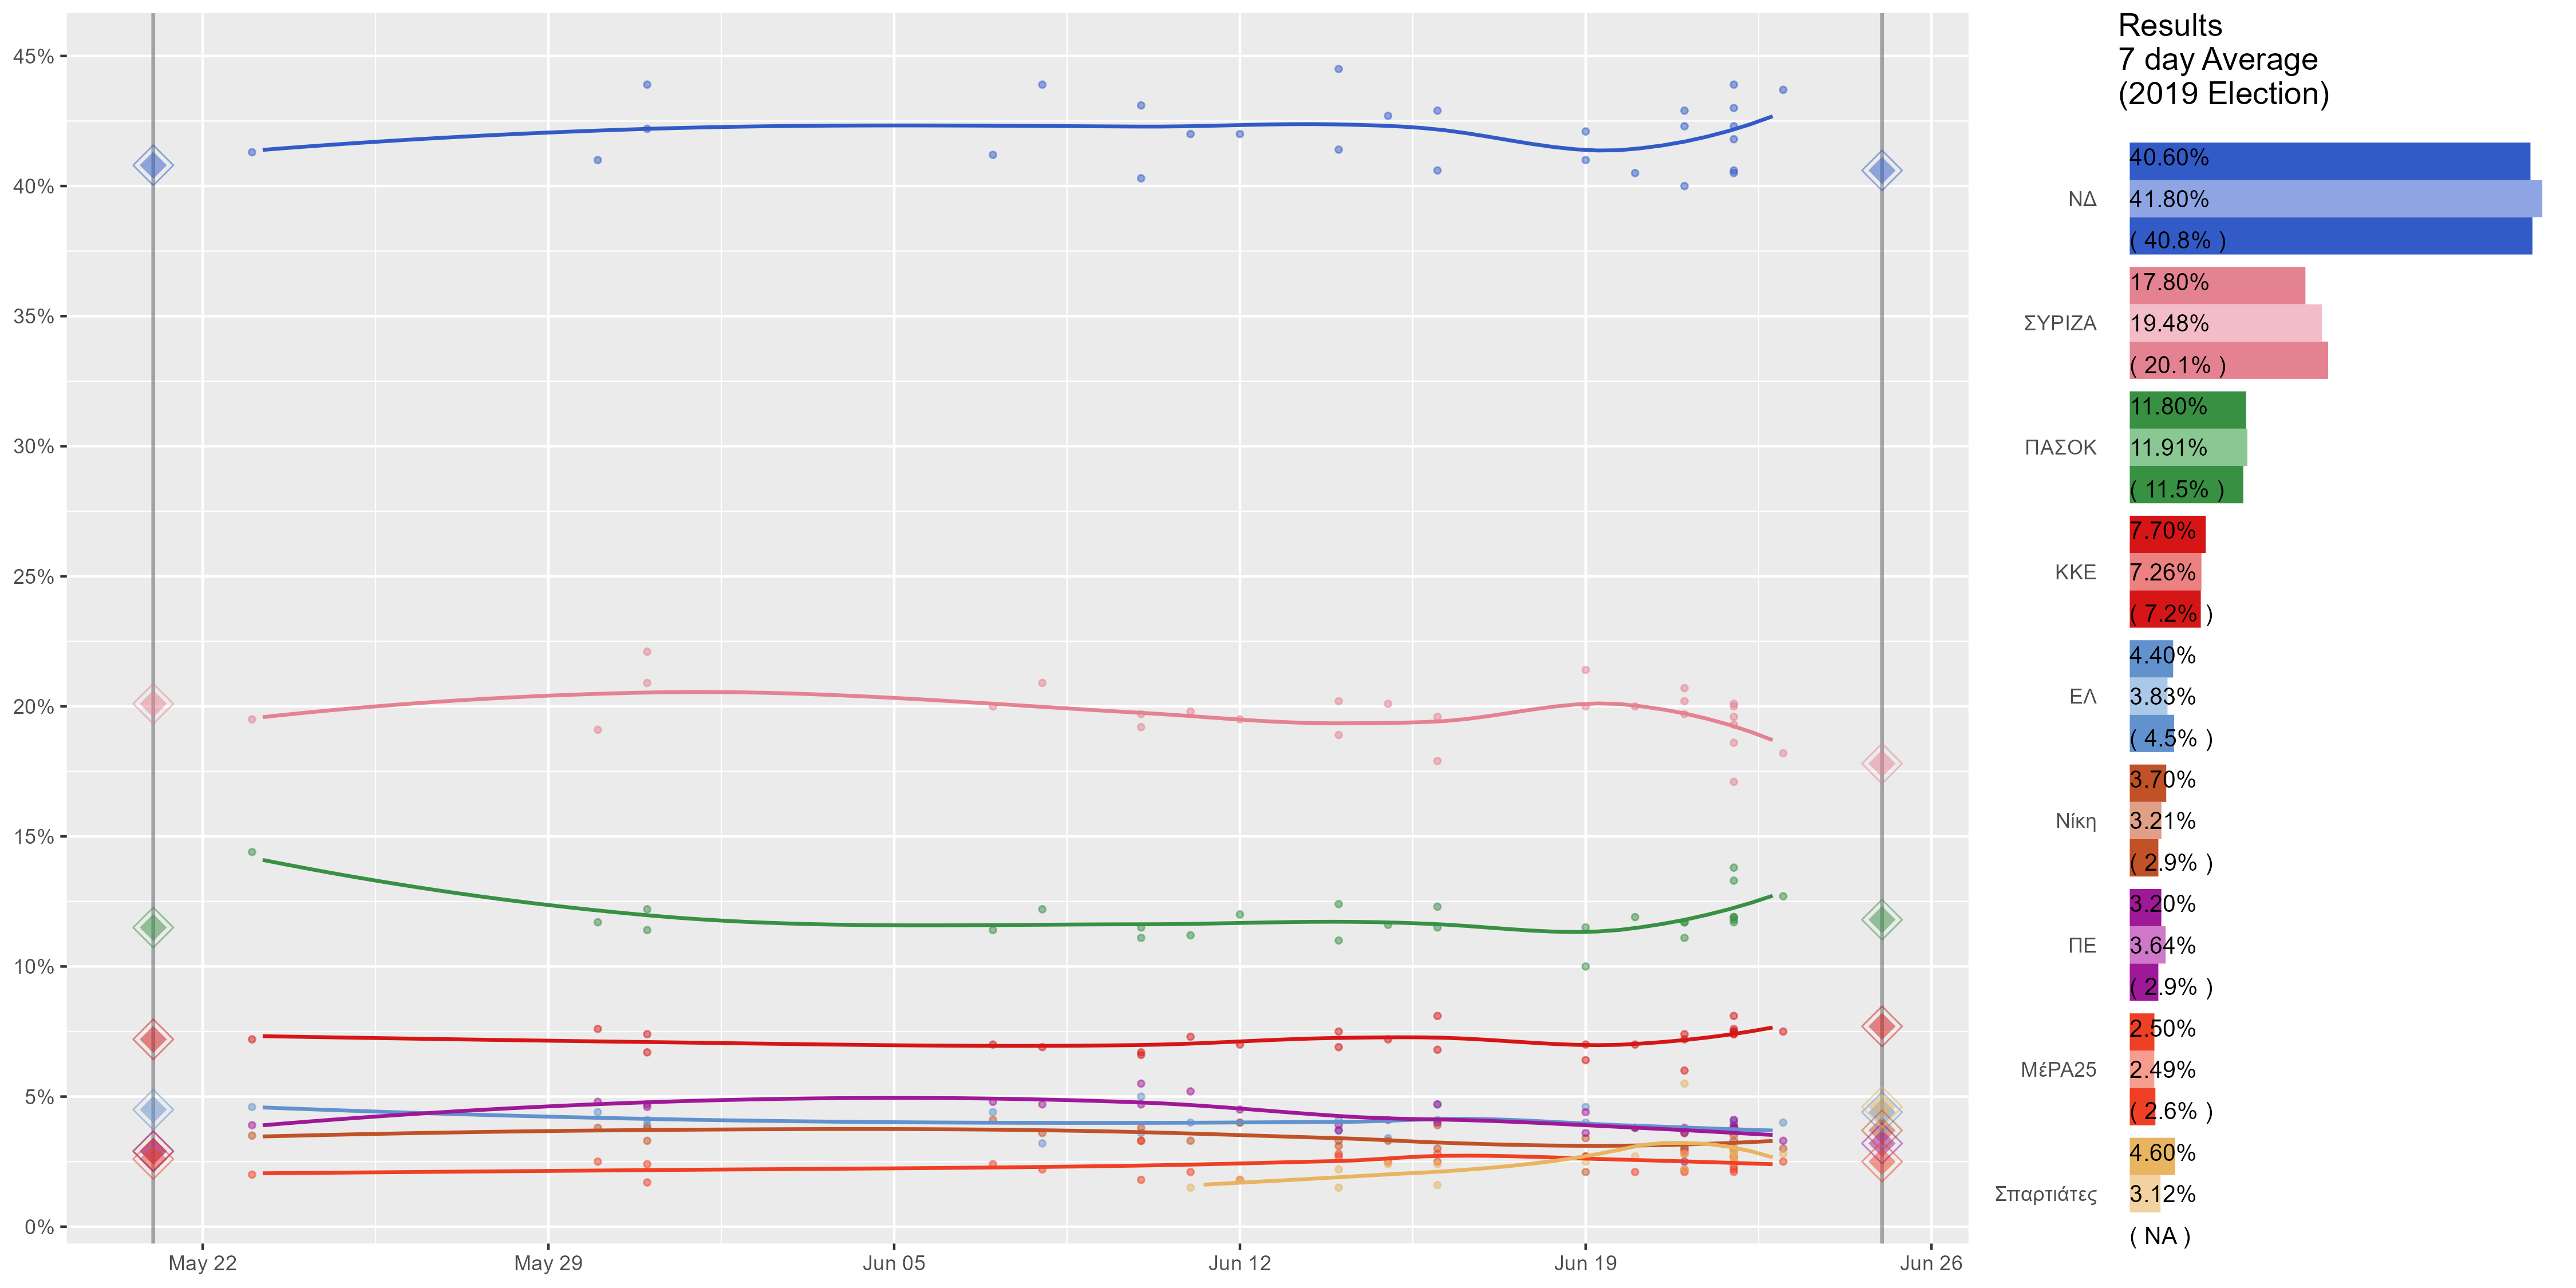 45%
40%
35%
30%
25%
20%
15%
10%
5%
0%
May 22
May 29
Jun 05
Jun 12
Jun 19
Jun 26
Results
7 day Average
(2019 Election)
ΝΔ
40.60%
41.80%
( 40.8% )
ΣΥΡΙΖΑ
17.80%
19.48%
( 20.1% )
ΠΑΣΟΚ
11.80%
11.91%
( 11.5% )
ΚΚΕ
7.70%
7.26%
( 7.2% )
ΕΛ
4.40%
3.83%
( 4.5% )
Νίκη
3.70%
3.21%
( 2.9% )
ΠΕ
3.20%
3.64%
( 2.9% )
ΜέΡΑ25
2.50%
2.49%
( 2.6% )
Σπαρτιάτες
4.60%
3.12%
( NA )